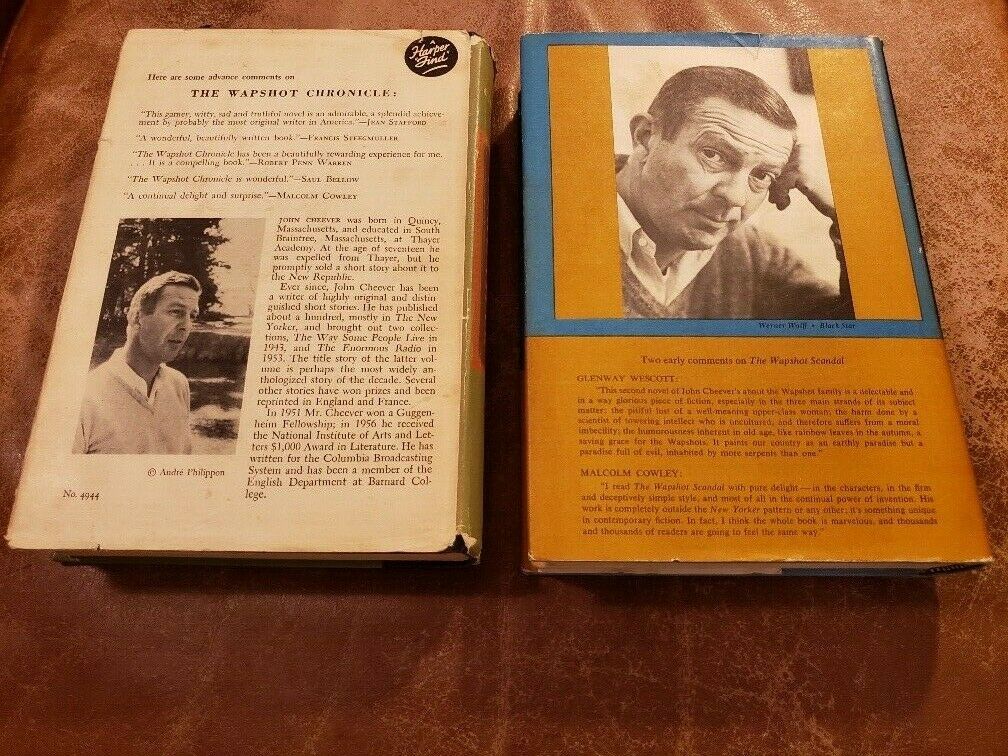 A
Harper
Find
Here are some advance comments on
THE WAPSHOT CHRONICLE:
"This gamey, witty, sad and truthful novel is an admirable, a splendid achieve-
ment by probably the most original writer in America."—JEAN STAFFORD
"A wonderful, beautifully written book."—FRANCIS STEEGMULLER
"The Wapshot Chronicle has been a beautifully rewarding experience for me.
. . . It is a compelling book."—ROBERT PENN WARREN
"The Wapshot Chronicle is wonderful."—SAUL BELLOW
"A continual delight and surprise."—MALCOLM COWLEY
JOHN CHEEVER was born in Quincy,
Massachusetts, and educated in South
Braintree, Massachusetts, at Thayer
Academy. At the age of seventeen he
was expelled from Thayer, but he
promptly sold a short story about it to
the New Republic.
Ever since, John Cheever has been
a writer of highly original and distin-
guished short stories. He has published
about a hundred, mostly in The New
Yorker, and brought out two collec-
tions, The Way Some People Live in
1943, and The Enormous Radio in
1953. The title story of the latter vol-
ume is perhaps the most widely an-
thologized story of the decade. Several
other stories have won prizes and been
reprinted in England and France.
In 1951 Mr. Cheever won a Guggen-
heim Fellowship; in 1956 he received
the National Institute of Arts and Let-
ters $1,000 Award in Literature. He has
written for the Columbia Broadcasting
System and has been a member of the
English Department at Barnard Col-
lege.
© André Philippon
No. 4944
Werner Wolff • Black Star
Two early comments on The Wapshot Scandal
GLENWAY WESCOTT:
"This second novel of John Cheever's about the Wapshot family is a delectable and
in a way glorious piece of fiction, especially in the three main strands of its subject
matter: the pitiful lust of a well-meaning upper-class woman; the harm done by a
scientist of towering intellect who is uncultured, and therefore suffers from a moral
imbecility; the humorousness inherent in old age, like rainbow leaves in the autumn, a
saving grace for the Wapshots. It paints our country as an earthly paradise but a
paradise full of evil, inhabited by more serpents than one."
MALCOLM COWLEY:
"I read The Wapshot Scandal with pure delight—in the characters, in the firm
and deceptively simple style, and most of all in the continual power of invention. His
work is completely outside the New Yorker pattern or any other; it's something unique
in contemporary fiction. In fact, I think the whole book is marvelous, and thousands
and thousands of readers are going to feel the same way."